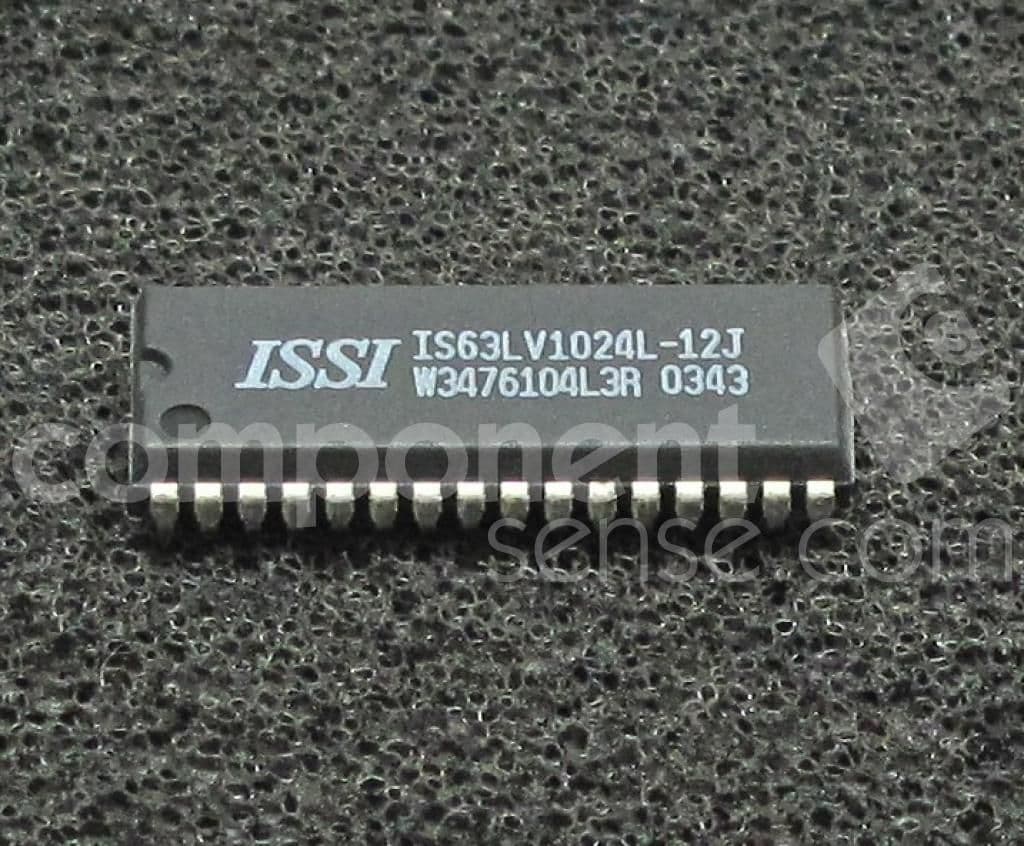 ISSI IS63LV1024L-12J
W3476104L3R 0343
component
sense.com